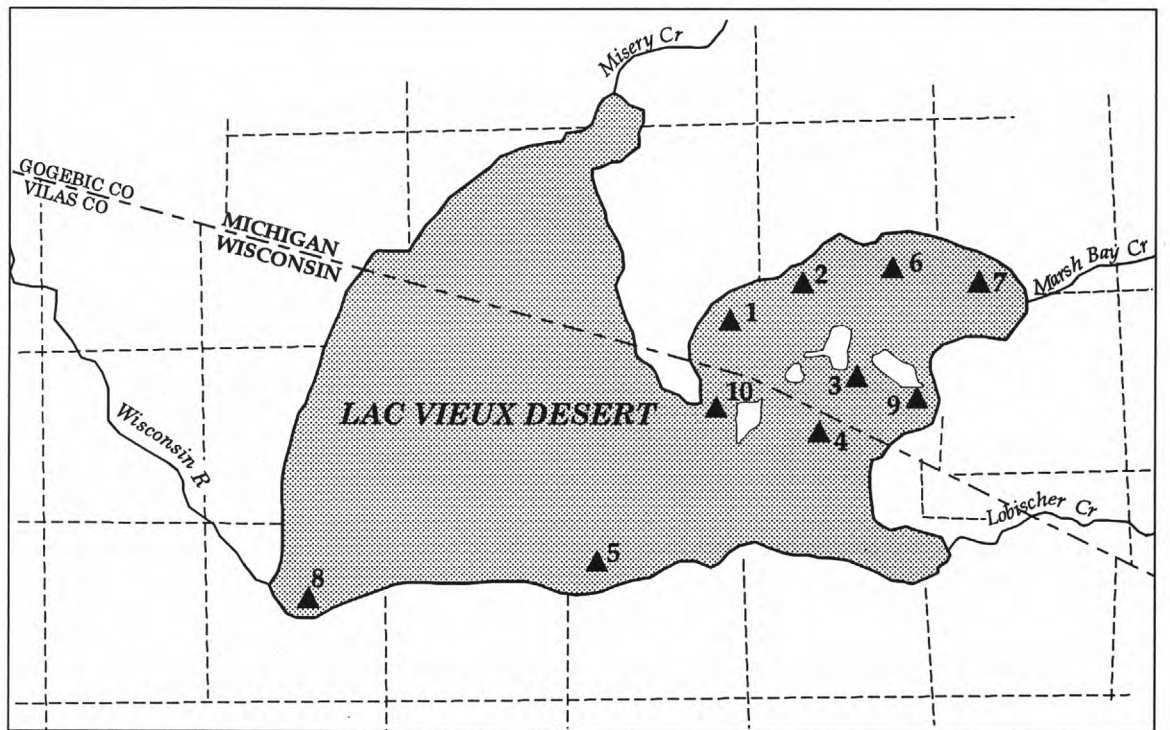 Misery Cr
GOGEBIC CO
VILAS CO
MICHIGAN
WISCONSIN
Marsh Bay Cr
2
6
7
1
3
9
10
LAC VIEUX DESERT
4
Wisconsin R
Lobischer Cr
5
8